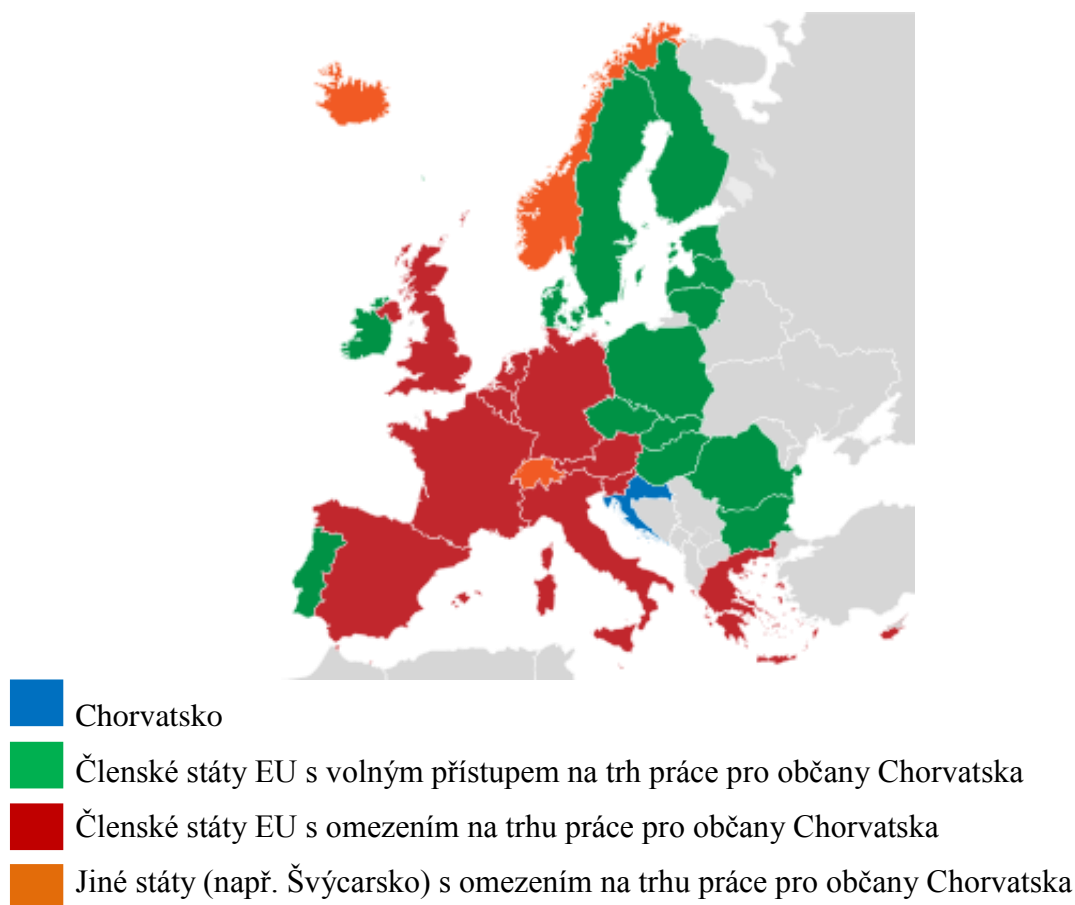 Chorvatsko
Členské státy EU s volným přístupem na trh práce pro občany Chorvatska
Členské státy EU s omezením na trhu práce pro občany Chorvatska
Jiné státy (např. Švýcarsko) s omezením na trhu práce pro občany Chorvatska